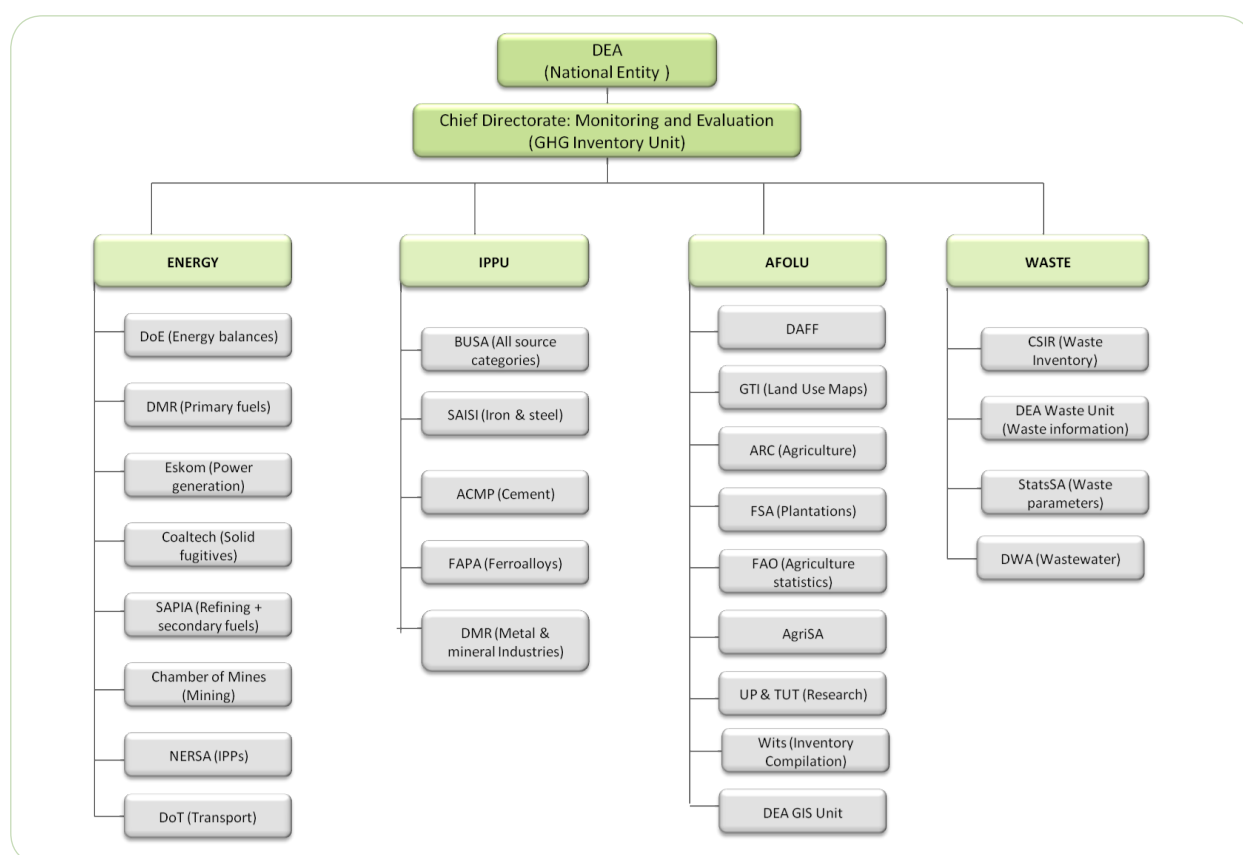 DEA
(National Entity )
Chief Directorate: Monitoring and Evaluation
(GHG Inventory Unit)
ENERGY
DoE (Energy balances)
DMR (Primary fuels)
Eskom (Power
generation)
Coaltech (Solid
fugitives)
SAPIA (Refining +
secondary fuels)
Chamber of Mines
(Mining)
NERSA (IPPs)
DoT (Transport)
IPPU
BUSA (All source
categories)
SAISI (Iron & steel)
ACMP (Cement)
FAPA (Ferroalloys)
DMR (Metal &
mineral Industries)
AFOLU
DAFF
GTI (Land Use Maps)
ARC (Agriculture)
FSA (Plantations)
FAO (Agriculture
statistics)
AgriSA
UP & TUT (Research)
Wits (Inventory
Compilation)
DEA GIS Unit
WASTE
CSIR (Waste
Inventory)
DEA Waste Unit
(Waste information)
StatsSA (Waste
parameters)
DWA (Wastewater)